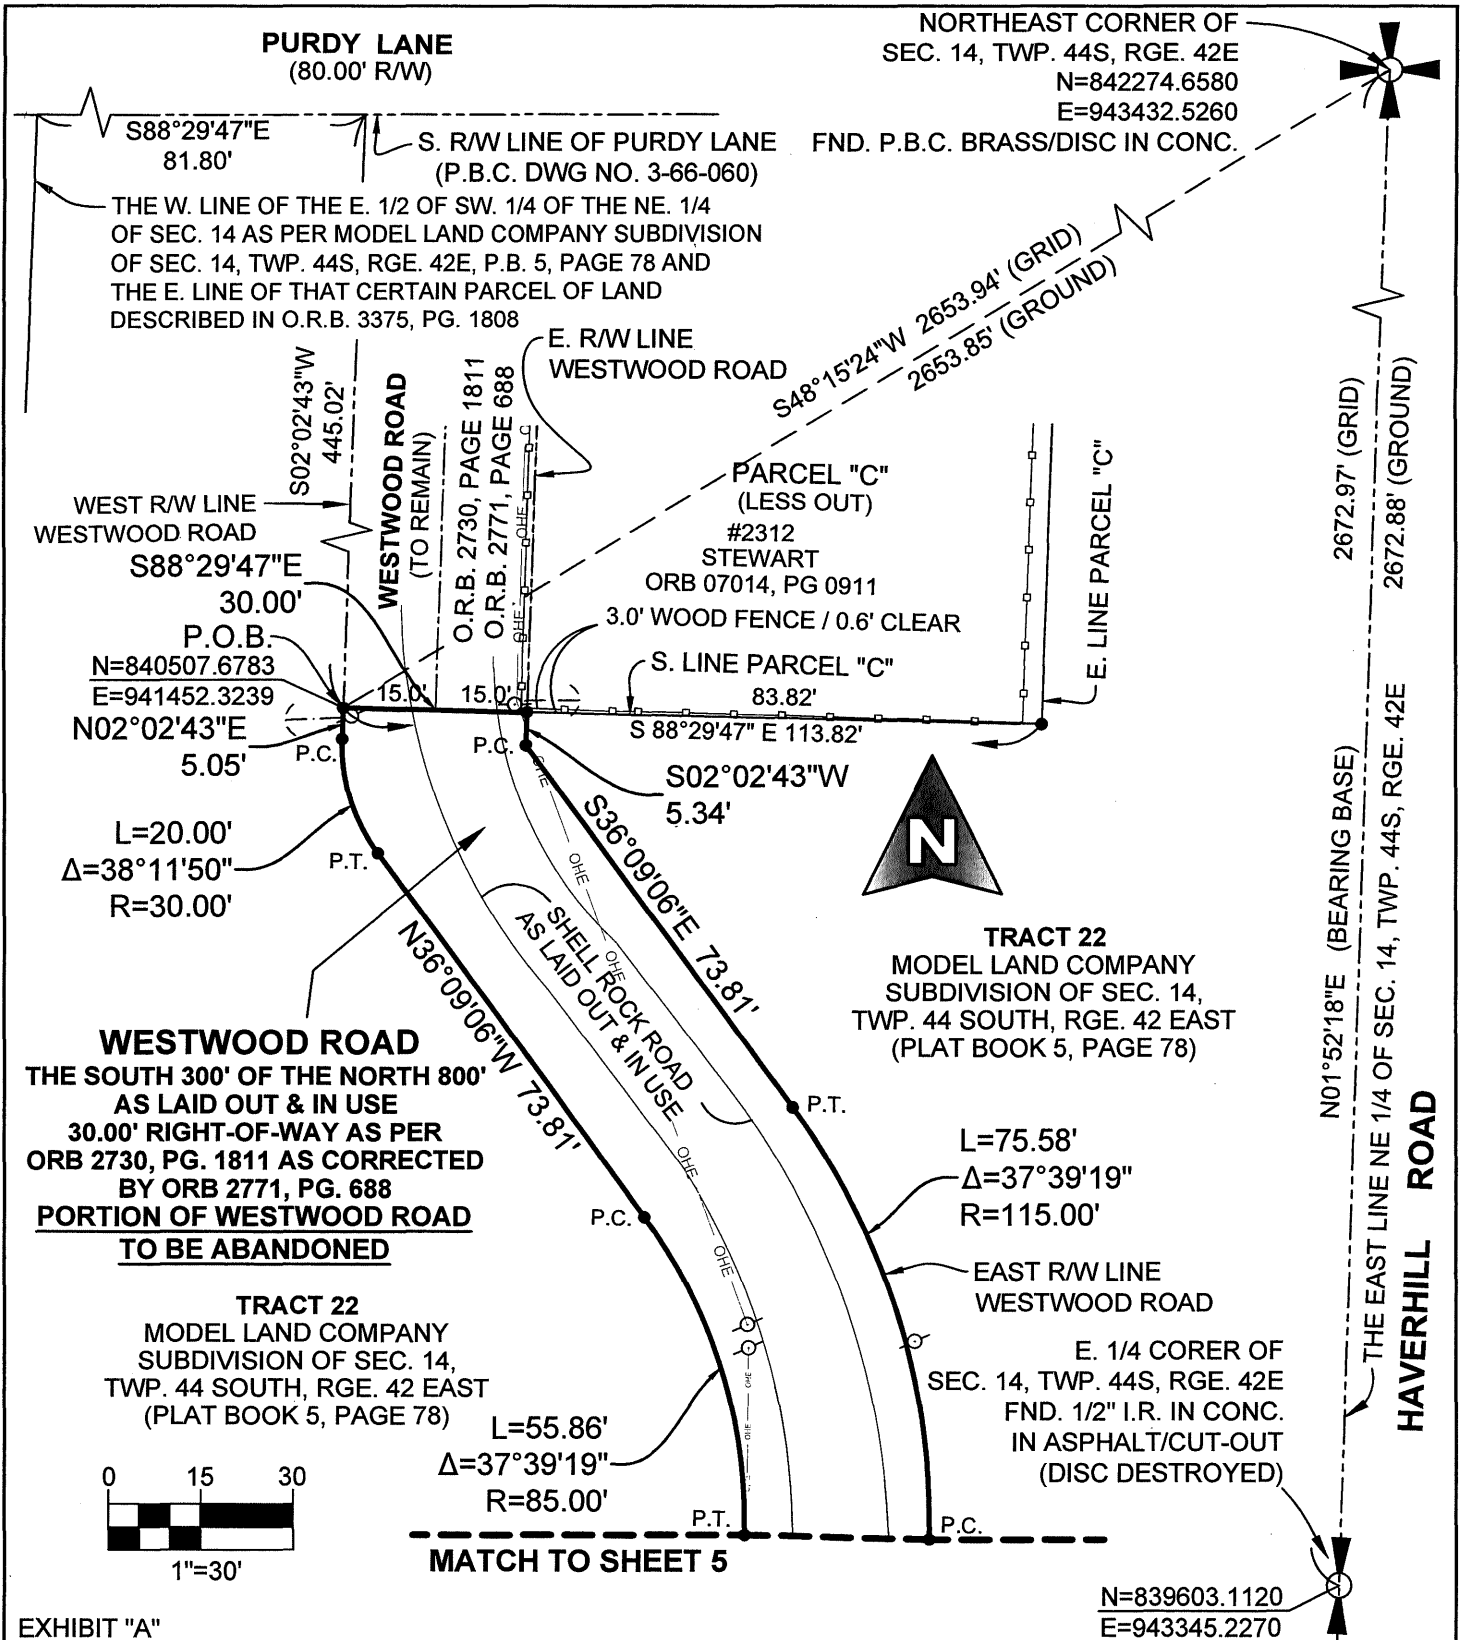 PURDY LANE
(80.00' R/W)
NORTHEAST CORNER OF
SEC. 14, TWP. 44S, RGE. 42E
N=842274.6580
E=943432.5260
FND. P.B.C. BRASS/DISC IN CONC.
S88°29'47"E
81.80'
S. R/W LINE OF PURDY LANE
(P.B.C. DWG NO. 3-66-060)
THE W. LINE OF THE E. 1/2 OF SW. 1/4 OF THE NE. 1/4
OF SEC. 14 AS PER MODEL LAND COMPANY SUBDIVISION
OF SEC. 14, TWP. 44S, RGE. 42E, P.B. 5, PAGE 78 AND
THE E. LINE OF THAT CERTAIN PARCEL OF LAND
DESCRIBED IN O.R.B. 3375, PG. 1808
S48°15'24"W 2653.94' (GRID)
2653.85' (GROUND)
E. R/W LINE
WESTWOOD ROAD
S02°02'43"W
445.02'
WESTWOOD ROAD
(TO REMAIN)
O.R.B. 2730, PAGE 1811
O.R.B. 2771, PAGE 688
OHE
OHE
PARCEL "C"
(LESS OUT)
#2312
STEWART
ORB 07014, PG 0911
3.0' WOOD FENCE / 0.6' CLEAR
S. LINE PARCEL "C"
83.82'
S 88°29'47" E 113.82'
E. LINE PARCEL "C"
2672.97' (GRID)
2672.88' (GROUND)
N01°52'18"E (BEARING BASE)
THE EAST LINE NE 1/4 OF SEC. 14, TWP. 44S, RGE. 42E
HAVERHILL ROAD
WEST R/W LINE
WESTWOOD ROAD
S88°29'47"E
30.00'
P.O.B.
N=840507.6783
E=941452.3239
15.0'
15.0'
N02°02'43"E
5.05'
P.C.
P.C.
S02°02'43"W
5.34'
N
L=20.00'
Δ=38°11'50"
R=30.00'
P.T.
OHE
OHE
OHE
OHE
OHE
OHE
OHE
S36°09'06"E 73.81'
N36°09'06"W 73.81'
SHELL ROCK ROAD
AS LAID OUT & IN USE
TRACT 22
MODEL LAND COMPANY
SUBDIVISION OF SEC. 14,
TWP. 44 SOUTH, RGE. 42 EAST
(PLAT BOOK 5, PAGE 78)
WESTWOOD ROAD
THE SOUTH 300' OF THE NORTH 800'
AS LAID OUT & IN USE
30.00' RIGHT-OF-WAY AS PER
ORB 2730, PG. 1811 AS CORRECTED
BY ORB 2771, PG. 688
PORTION OF WESTWOOD ROAD
TO BE ABANDONED
P.T.
P.C.
L=75.58'
Δ=37°39'19"
R=115.00'
EAST R/W LINE
WESTWOOD ROAD
TRACT 22
MODEL LAND COMPANY
SUBDIVISION OF SEC. 14,
TWP. 44 SOUTH, RGE. 42 EAST
(PLAT BOOK 5, PAGE 78)
E. 1/4 CORER OF
SEC. 14, TWP. 44S, RGE. 42E
FND. 1/2" I.R. IN CONC.
IN ASPHALT/CUT-OUT
(DISC DESTROYED)
L=55.86'
Δ=37°39'19"
R=85.00'
P.T.
P.C.
0 15 30
1"=30'
MATCH TO SHEET 5
N=839603.1120
E=943345.2270
EXHIBIT "A"